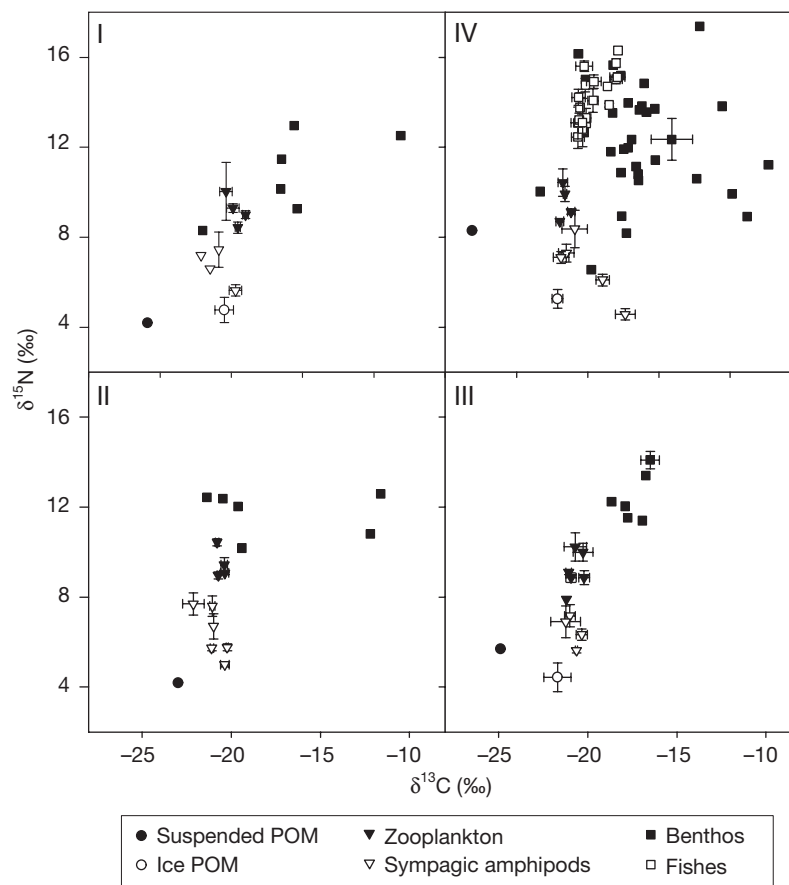 I
IV
16
12
8
4
II
III
16
12
8
4
δ15N (‰)
−25 −20 −15 −10 −25 −20 −15 −10
δ13C (‰)
Suspended POM Zooplankton Benthos
Ice POM Sympagic amphipods Fishes